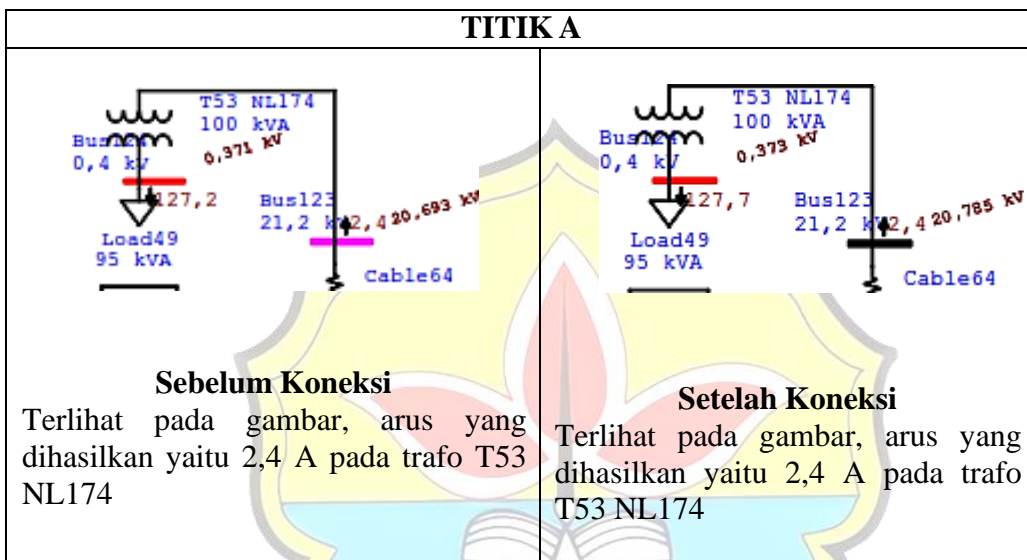 TITIK A
T53 NL174
100 kVA
0,4 kV
0,371 kV
127,2
Bus123
21,2 kV
2,4
20,693 kV
Load49
95 kVA
Cable64
Sebelum Koneksi
Terlihat pada gambar, arus yang
dihasilkan yaitu 2,4 A pada trafo T53
NL174
T53 NL174
100 kVA
0,4 kV
0,373 kV
127,7
Bus123
21,2 kV
2,4
20,785 kV
Load49
95 kVA
Cable64
Setelah Koneksi
Terlihat pada gambar, arus yang
dihasilkan yaitu 2,4 A pada trafo
T53 NL174